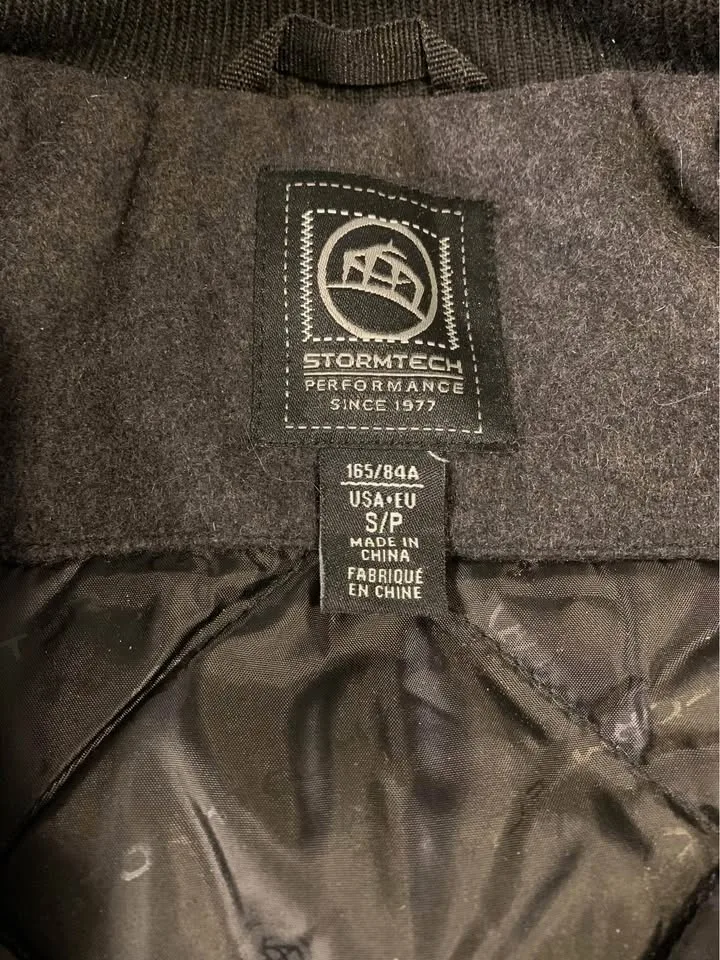 STORMTECH
PERFORMANCE
SINCE 1977
165/84A
USA•EU
S/P
MADE IN
CHINA
FABRIQUÉ
EN CHINE